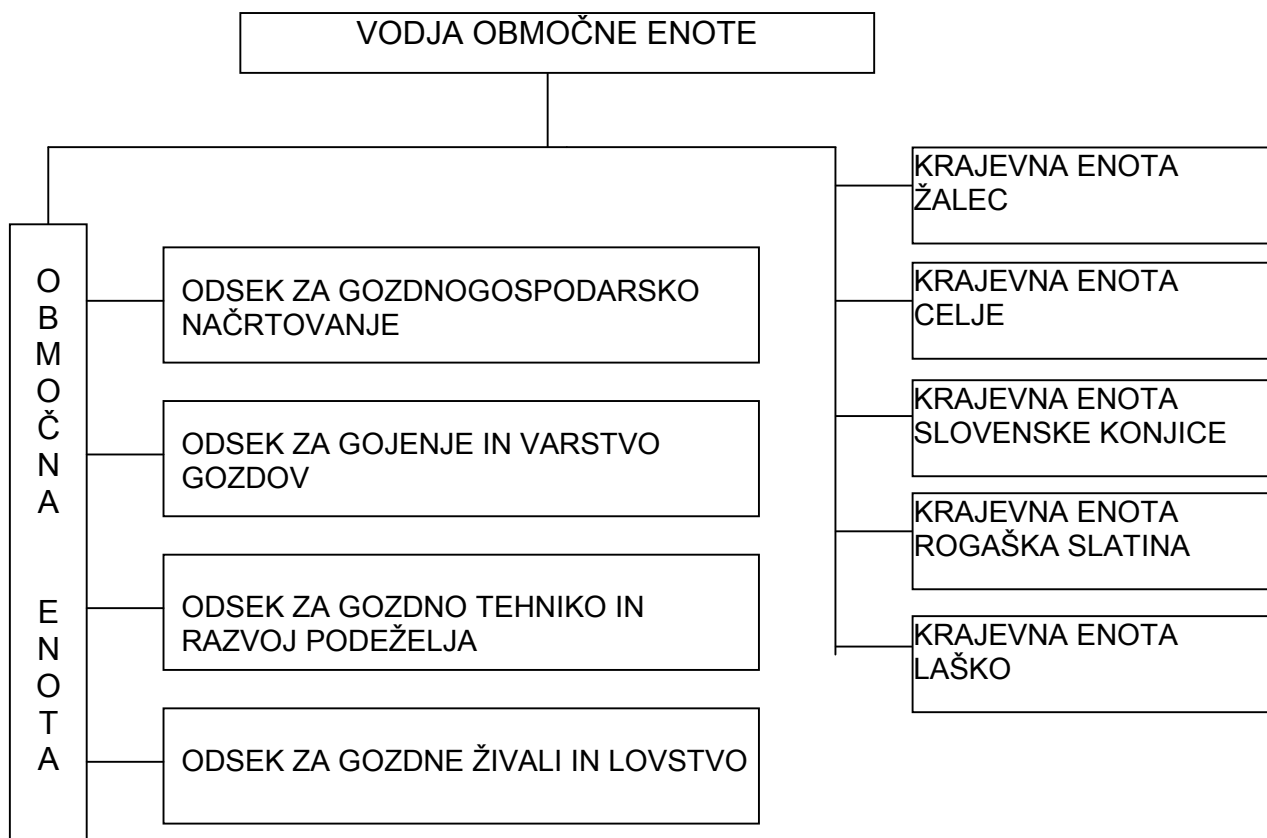 VODJA OBMOČNE ENOTE
OBMOČNA ENOTA
ODSEK ZA GOZDNOGOSPODARSKO
NAČRTOVANJE
ODSEK ZA GOJENJE IN VARSTVO
GOZDOV
ODSEK ZA GOZDNO TEHNIKO IN
RAZVOJ PODEŽELJA
ODSEK ZA GOZDNE ŽIVALI IN LOVSTVO
KRAJEVNA ENOTA
ŽALEC
KRAJEVNA ENOTA
CELJE
KRAJEVNA ENOTA
SLOVENSKE KONJICE
KRAJEVNA ENOTA
ROGAŠKA SLATINA
KRAJEVNA ENOTA
LAŠKO